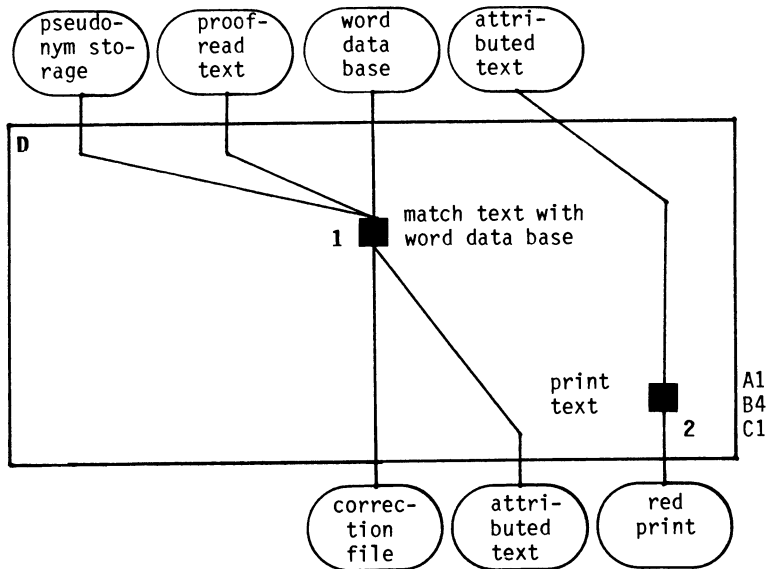 pseudo-
nym sto-
rage
proof-
read
text
word
data
base
attri-
buted
text
D
match text with
word data base
1
print
text
2
A1
B4
C1
correc-
tion
file
attri-
buted
text
red
print